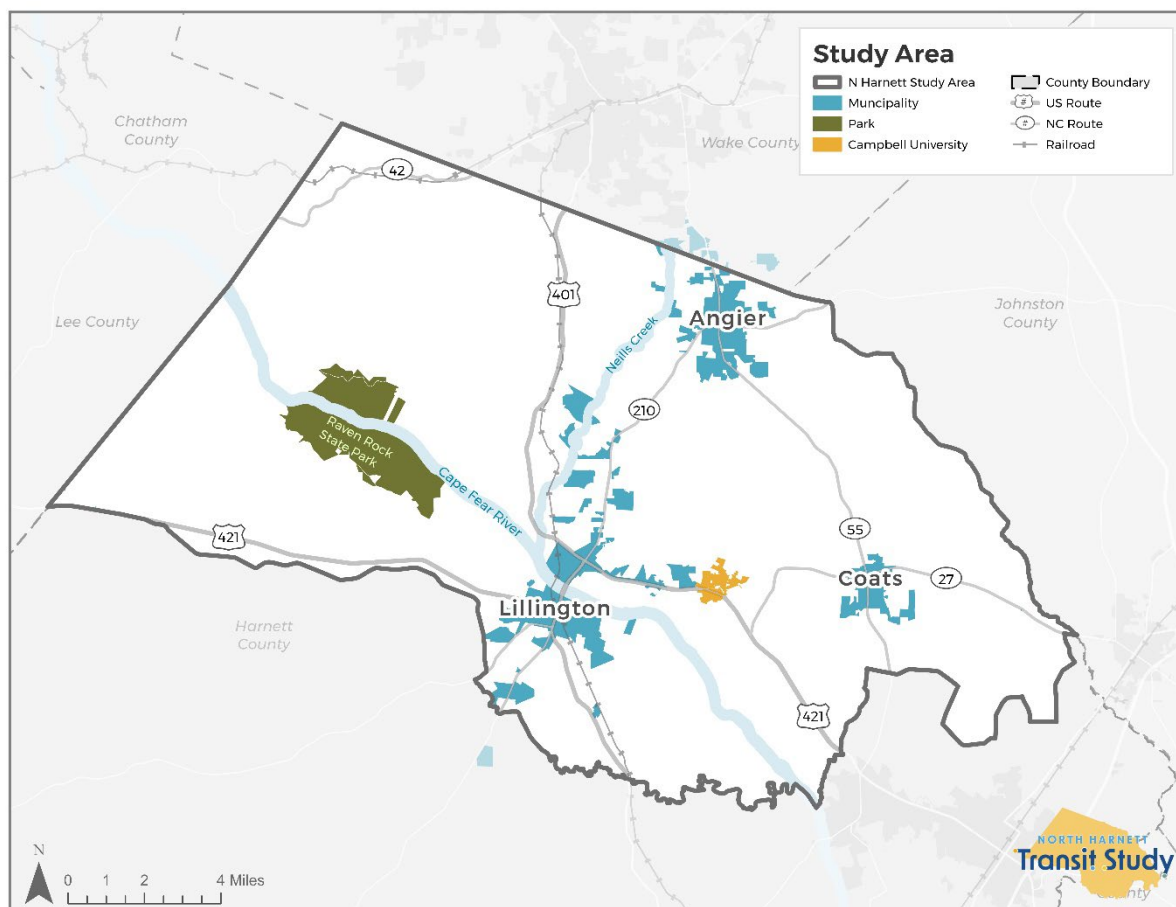 Study Area
N Harnett Study Area
Muncipality
Park
Campbell University
County Boundary
# US Route
# NC Route
Railroad
Chatham
County
Wake County
42
Lee County
401
Neills Creek
Angier
Johnston
County
210
Raven Rock
State Park
Cape Fear River
421
55
27
Coats
Lillington
Harnett
County
421
N
0 1 2 4 Miles
NORTH HARNETT
Transit Study
County